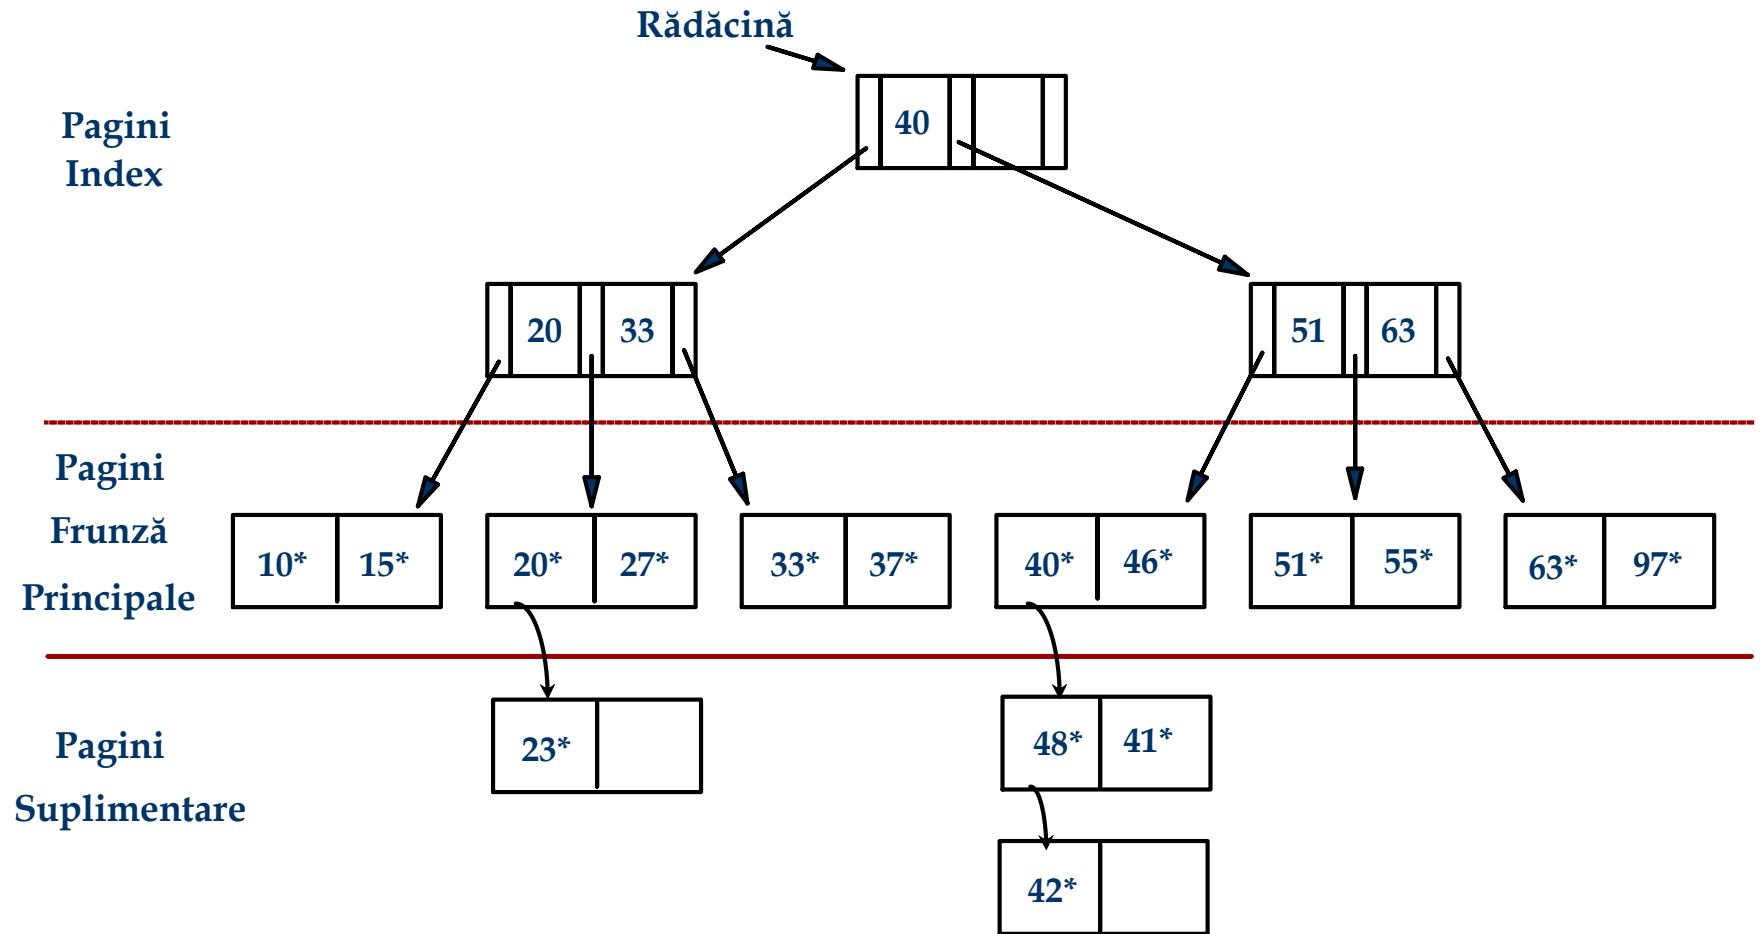 Rădăcină
Pagini
Index
40
20 33
51 63
Pagini
Frunză
Principale
10* 15*
20* 27*
33* 37*
40* 46*
51* 55*
63* 97*
Pagini
Suplimentare
23*
48* 41*
42*